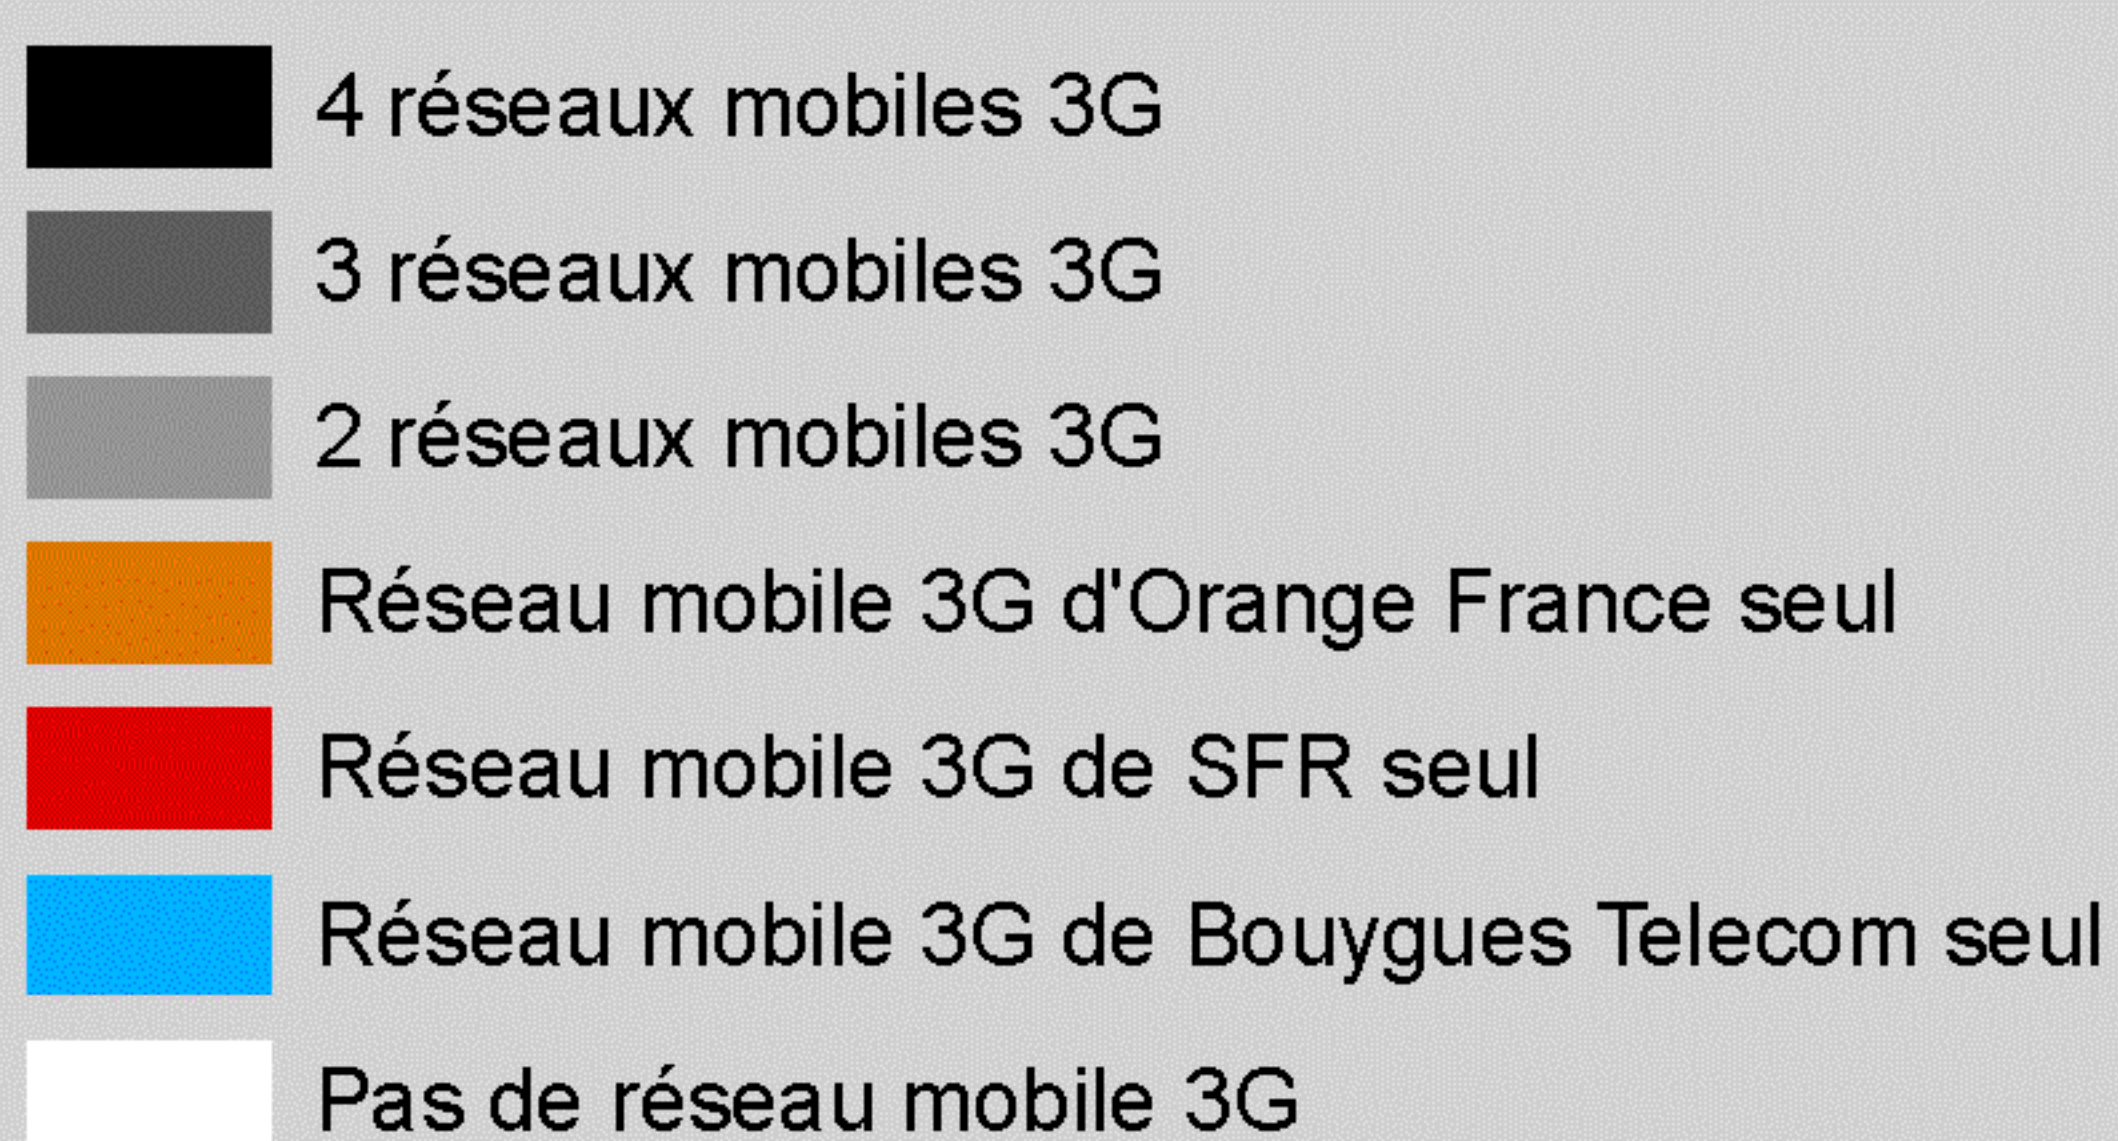 4 réseaux mobiles 3G
3 réseaux mobiles 3G
2 réseaux mobiles 3G
Réseau mobile 3G d'Orange France seul
Réseau mobile 3G de SFR seul
Réseau mobile 3G de Bouygues Telecom seul
Pas de réseau mobile 3G